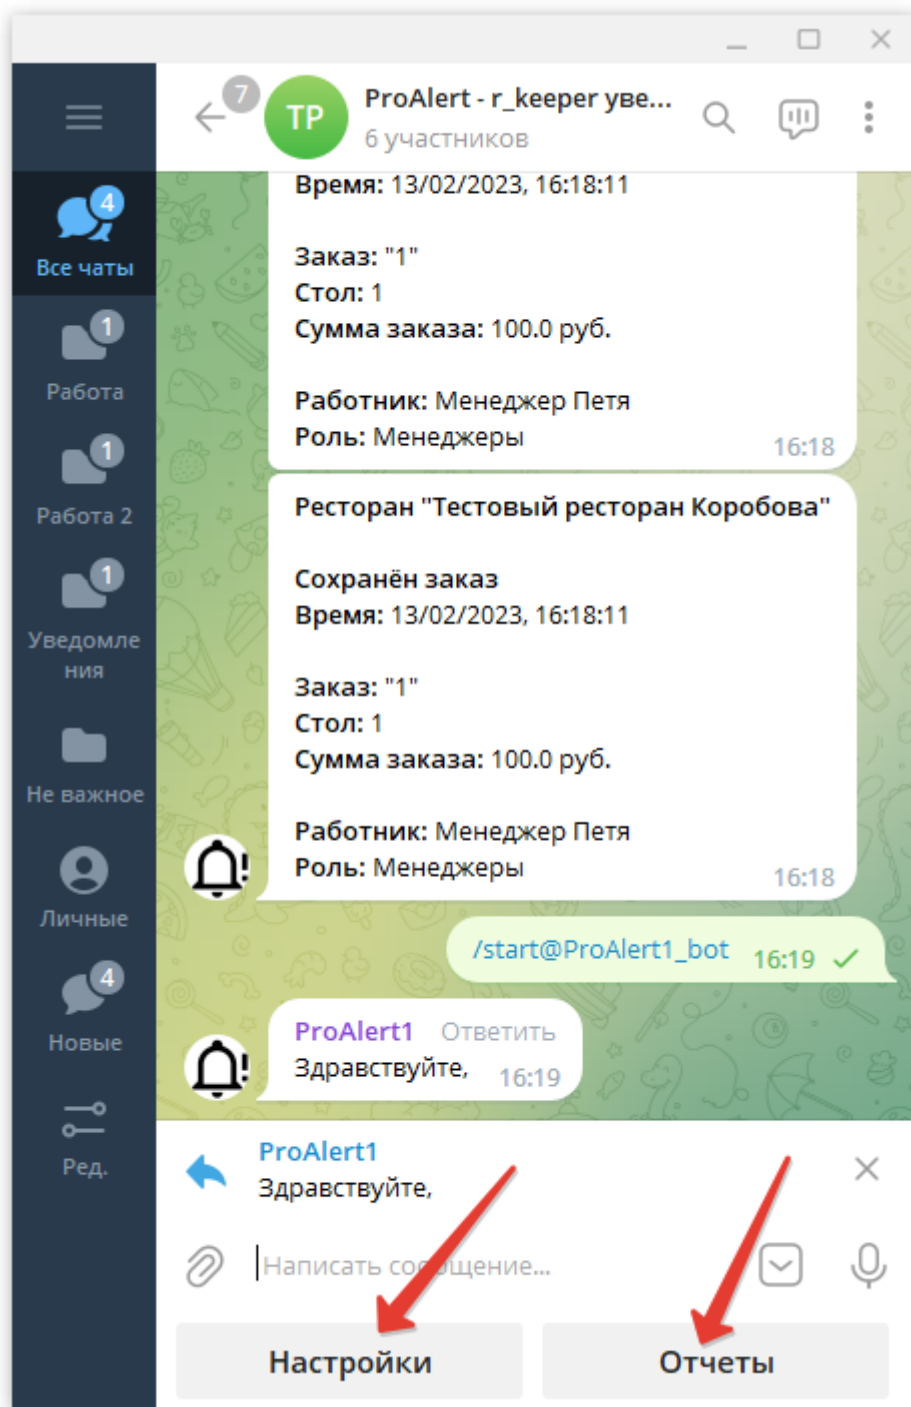 7
TP
ProAlert - r_keeper уве...
6 участников
4
Все чаты
1
Работа
1
Работа 2
1
Уведомле
ния
Не важное
Личные
4
Новые
Ред.
Время: 13/02/2023, 16:18:11
Заказ: "1"
Стол: 1
Сумма заказа: 100.0 руб.
Работник: Менеджер Петя
Роль: Менеджеры
16:18
Ресторан "Тестовый ресторан Коробова"
Сохранён заказ
Время: 13/02/2023, 16:18:11
Заказ: "1"
Стол: 1
Сумма заказа: 100.0 руб.
Работник: Менеджер Петя
Роль: Менеджеры
16:18
/start@ProAlert1_bot 16:19
ProAlert1 Ответить
Здравствуйте, 16:19
ProAlert1
Здравствуйте,
Написать сообщение...
Настройки
Отчеты